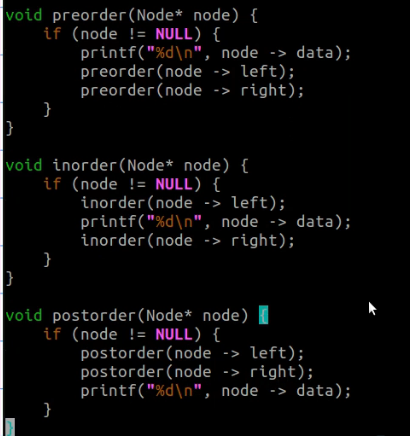 void preorder(Node* node) {
    if (node != NULL) {
        printf("%d\n", node -> data);
        preorder(node -> left);
        preorder(node -> right);
    }
}

void inorder(Node* node) {
    if (node != NULL) {
        inorder(node -> left);
        printf("%d\n", node -> data);
        inorder(node -> right);
    }
}

void postorder(Node* node) {
    if (node != NULL) {
        postorder(node -> left);
        postorder(node -> right);
        printf("%d\n", node -> data);
    }
}